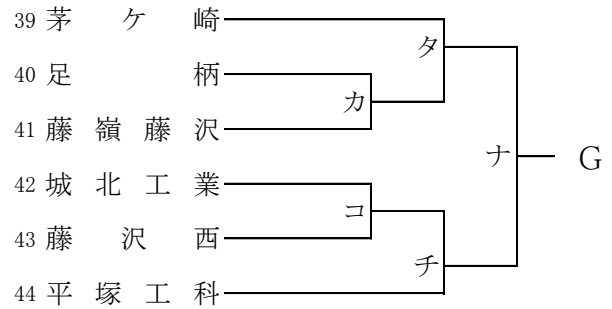 39 茅ケ崎
タ
40 足柄
カ
41 藤嶺藤沢
ナ G
42 城北工業
コ
43 藤沢西
チ
44 平塚工科